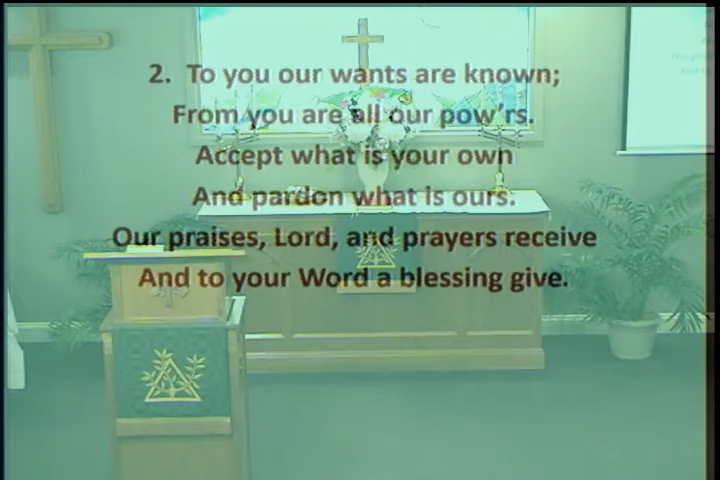 2. To you our wants are known;
From you are all our pow'rs.
Accept what is your own
And pardon what is ours.
Our praises, Lord, and prayers receive
And to your Word a blessing give.